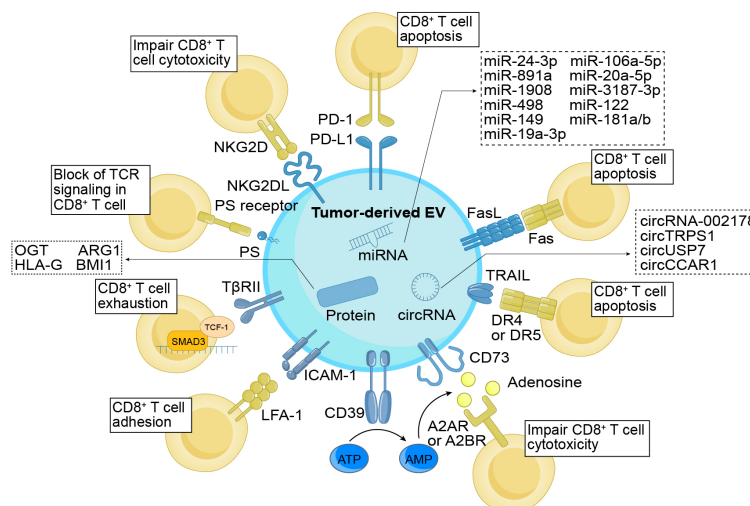 CD8⁺ T cell
apoptosis
Impair CD8⁺ T
cell cytotoxicity
miR-24-3p miR-106a-5p
miR-891a miR-20a-5p
miR-1908 miR-3187-3p
miR-498 miR-122
miR-149 miR-181a/b
miR-19a-3p
PD-1
PD-L1
NKG2D
NKG2DL
Block of TCR
signaling in
CD8⁺ T cell
PS receptor
PS
CD8⁺ T cell
apoptosis
Tumor-derived EV
FasL
Fas
miRNA
circRNA-002178
circTRPS1
circUSP7
circCCAR1
OGT ARG1
HLA-G BMI1
TβRII
Protein
circRNA
TRAIL
DR4
or DR5
CD8⁺ T cell
apoptosis
CD8⁺ T cell
exhaustion
TCF-1
SMAD3
ICAM-1
LFA-1
CD8⁺ T cell
adhesion
CD39
CD73
Adenosine
A2AR
or A2BR
ATP
AMP
Impair CD8⁺ T cell
cytotoxicity